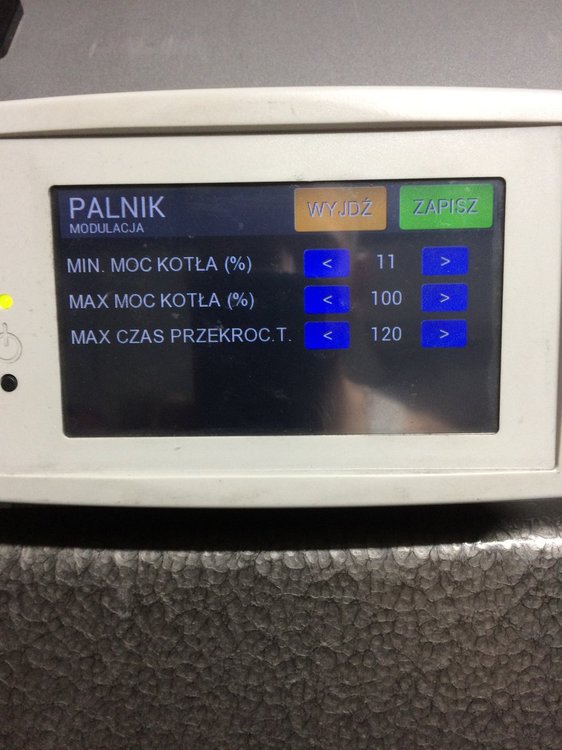 PALNIK
MODULACJA
WYJDŹ
ZAPISZ
MIN. MOC KOTŁA (%) < 11 >
MAX MOC KOTŁA (%) < 100 >
MAX CZAS PRZEKROC.T. < 120 >